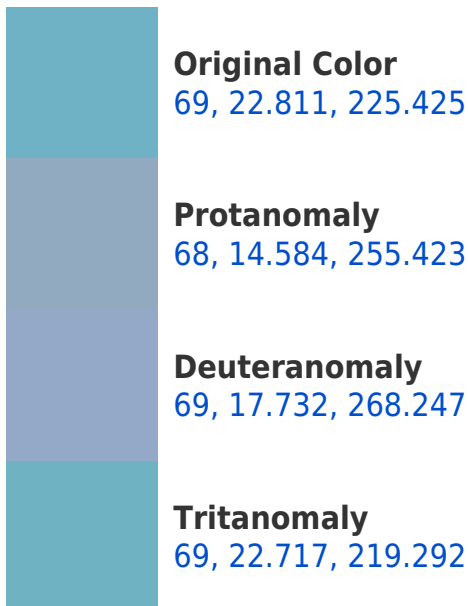 Original Color
69, 22.811, 225.425
Protanomaly
68, 14.584, 255.423
Deuteranomaly
69, 17.732, 268.247
Tritanomaly
69, 22.717, 219.292